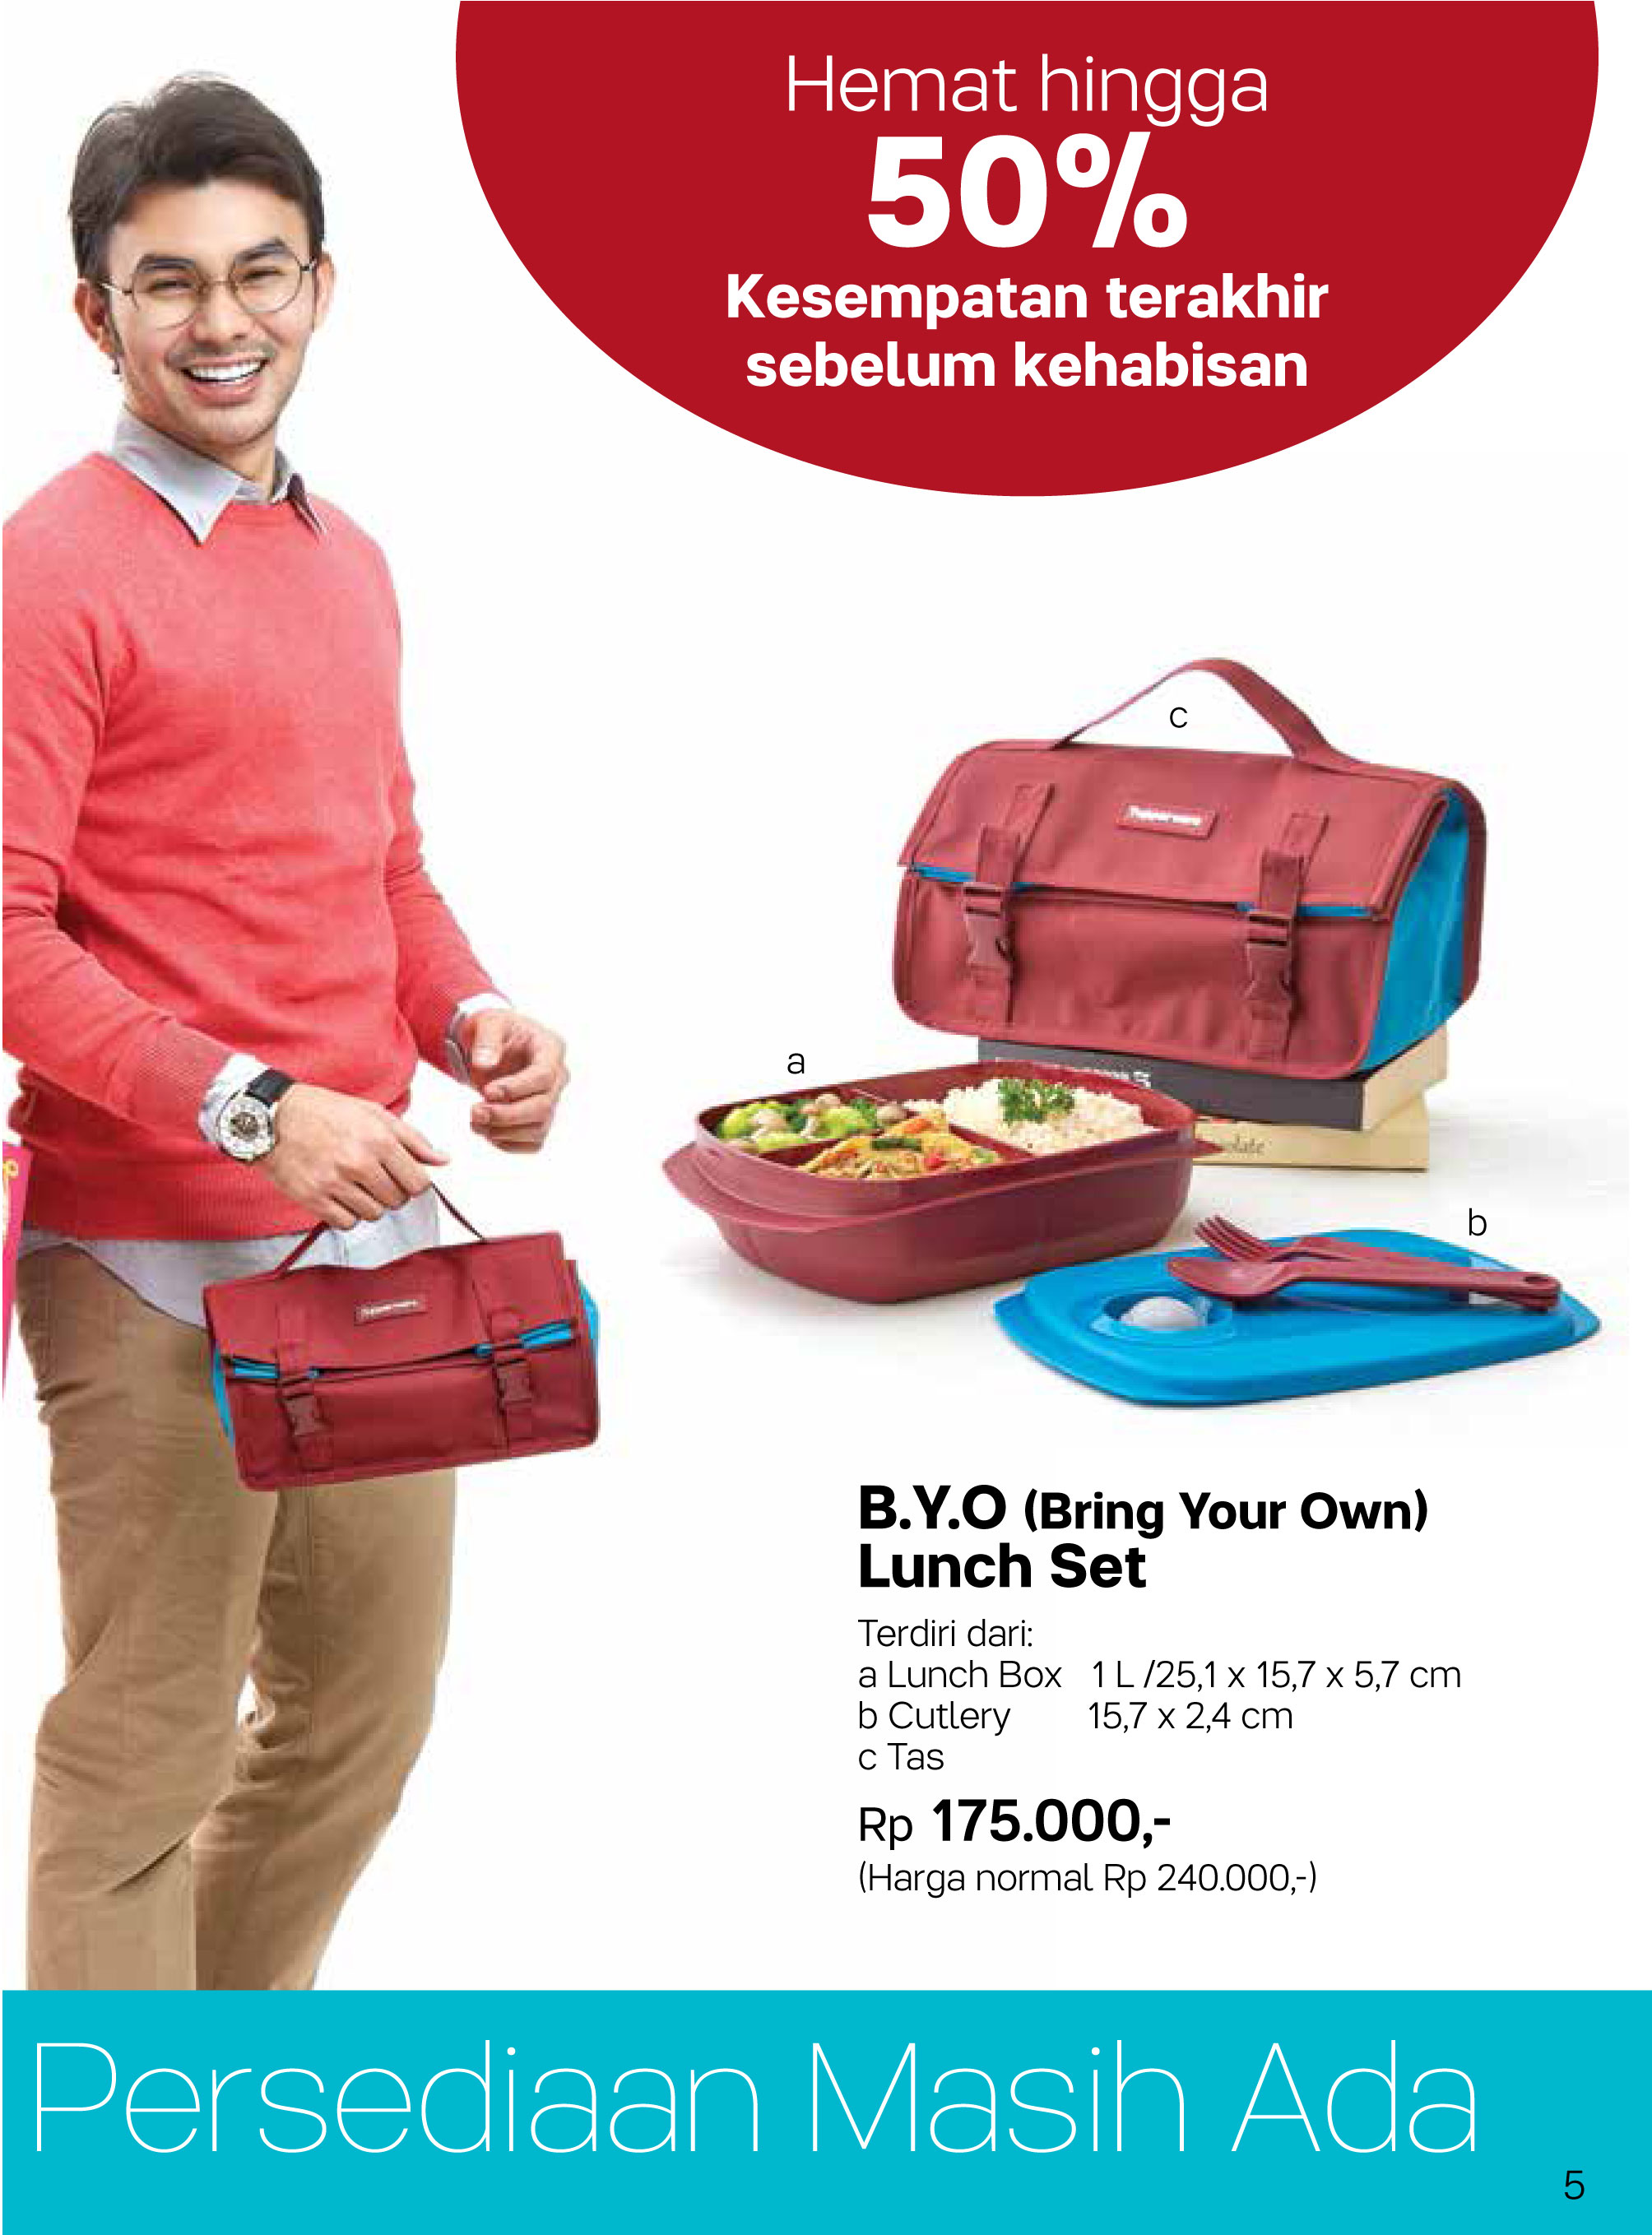 Hemat hingga
50%
Kesempatan terakhir
sebelum kehabisan
c
Tupperware
a
b
Tupperware
B.Y.O (Bring Your Own)
Lunch Set
Terdiri dari:
a Lunch Box 1 L /25,1 x 15,7 x 5,7 cm
b Cutlery 15,7 x 2,4 cm
c Tas
Rp 175.000,-
(Harga normal Rp 240.000,-)
Persediaan Masih Ada
5